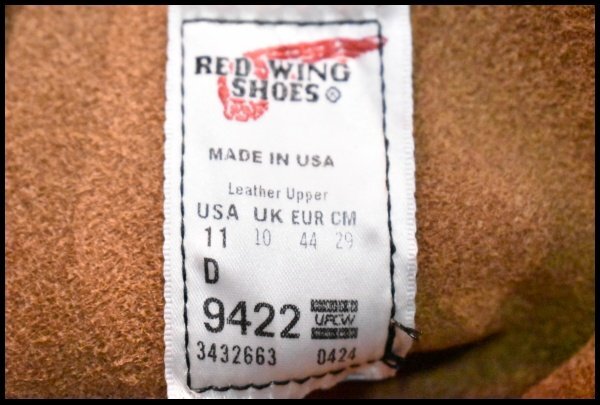 RED WING
SHOES ®
MADE IN USA
Leather Upper
USA UK EUR CM
11 10 44 29
D
9422 UFCW
3432663 0424